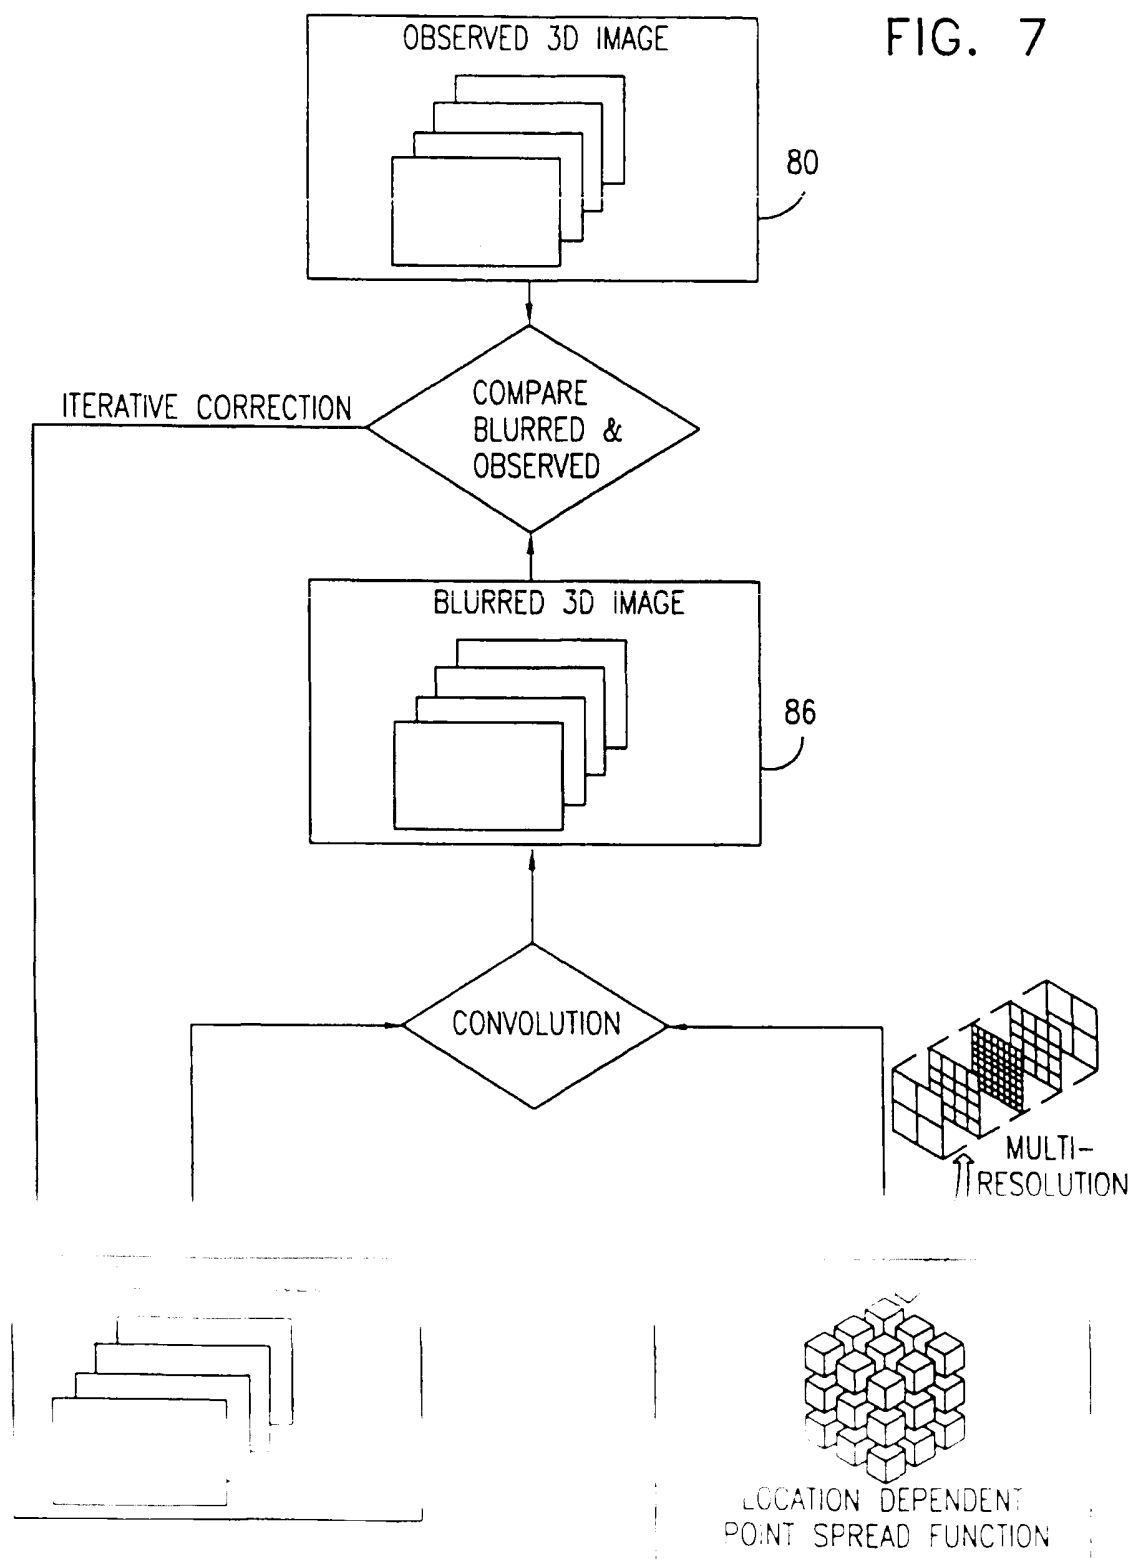 FIG. 7
OBSERVED 3D IMAGE
80
ITERATIVE CORRECTION
COMPARE
BLURRED &
OBSERVED
BLURRED 3D IMAGE
86
CONVOLUTION
MULTI-
RESOLUTION
LOCATION DEPENDENT
POINT SPREAD FUNCTION